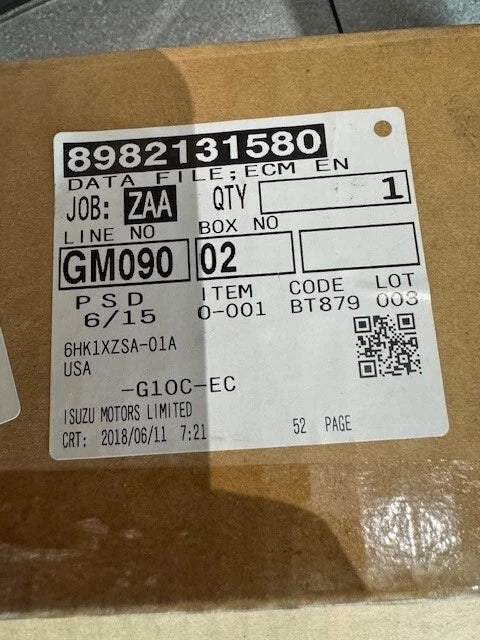 8982131580
DATA FILE;ECM EN
JOB: ZAA QTY 1
LINE NO BOX NO
GM090 02
PSD ITEM CODE LOT
6/15 0-001 BT879 003
6HK1XZSA-01A
USA
-G10C-EC
ISUZU MOTORS LIMITED
CRT: 2018/06/11 7:21 52 PAGE